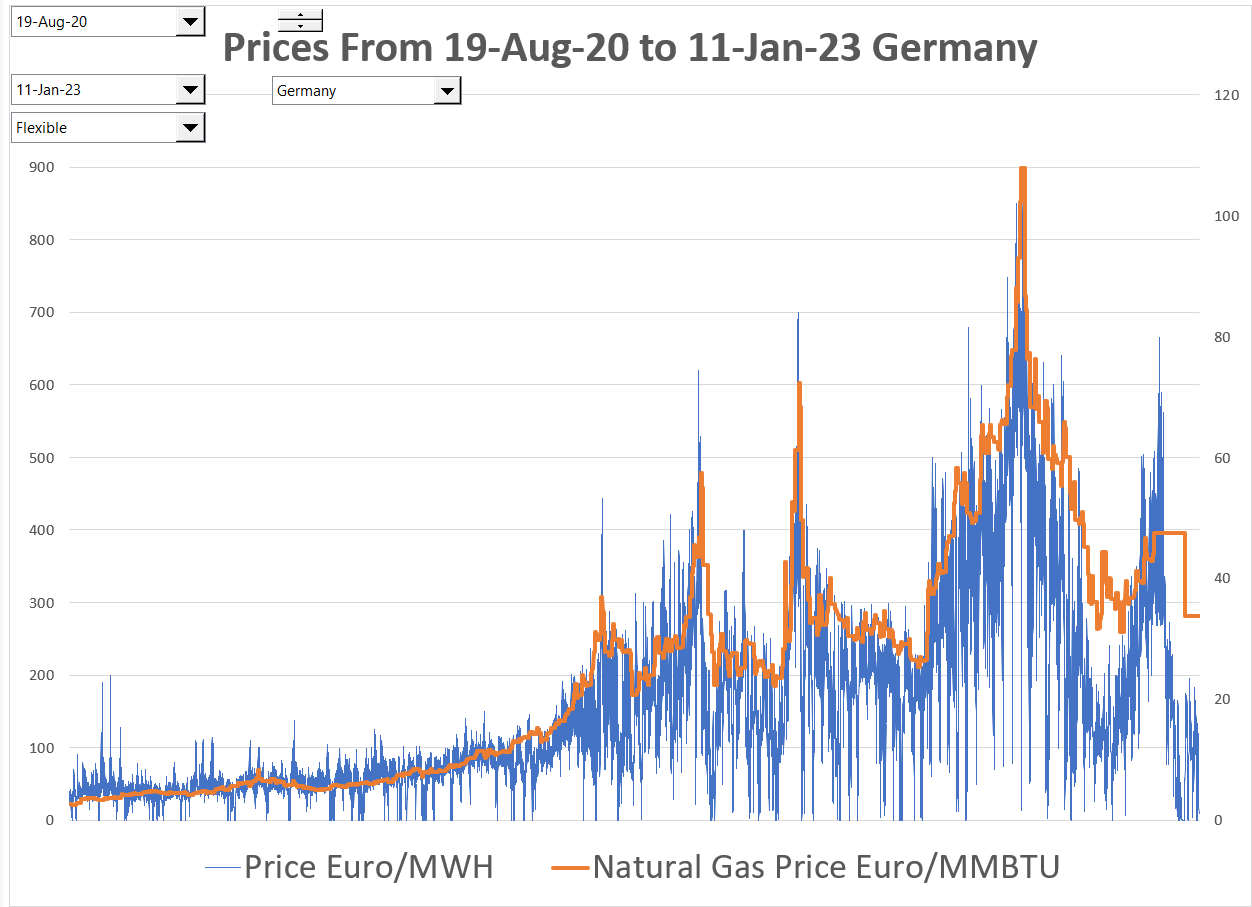 19-Aug-20
Prices From 19-Aug-20 to 11-Jan-23 Germany
11-Jan-23
Germany
Flexible
120
900
100
800
700
80
600
500
60
400
40
300
200
20
100
0
0
Price Euro/MWH
Natural Gas Price Euro/MMBTU